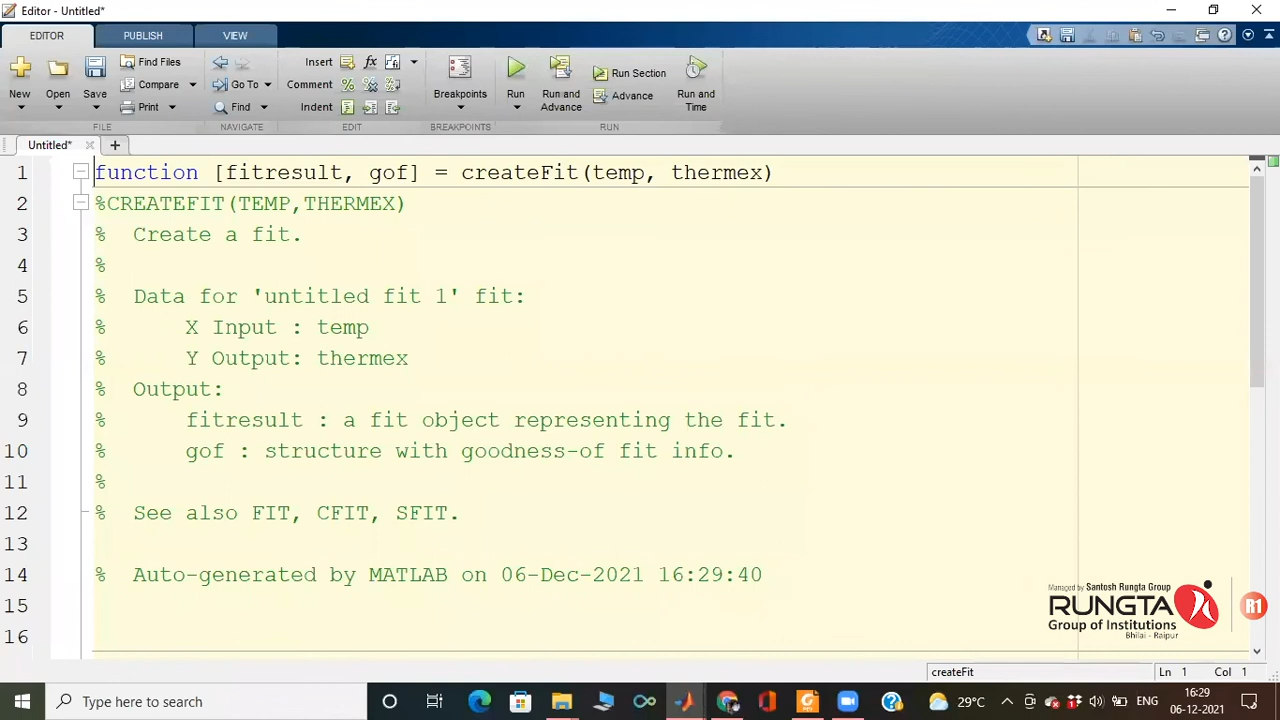 Editor - Untitled*
EDITOR PUBLISH VIEW
New Open Save Find Files Compare Print
FILE
Go To Find
NAVIGATE
Insert fx
Comment
Indent
EDIT
Breakpoints
BREAKPOINTS
Run Run and Advance Run Section Advance Run and Time
RUN
Untitled*
1 function [fitresult, gof] = createFit(temp, thermex)
2 %CREATEFIT(TEMP,THERMEX)
3 % Create a fit.
4 %
5 % Data for 'untitled fit 1' fit:
6 % X Input : temp
7 % Y Output: thermex
8 % Output:
9 % fitresult : a fit object representing the fit.
10 % gof : structure with goodness-of fit info.
11 %
12 % See also FIT, CFIT, SFIT.
13
14 % Auto-generated by MATLAB on 06-Dec-2021 16:29:40
15
16
Managed by Santosh Rungta Group
RUNGTA R1
Group of Institutions
Bhilai - Raipur
createFit Ln 1 Col 1
Type here to search 29°C ENG 16:29
06-12-2021